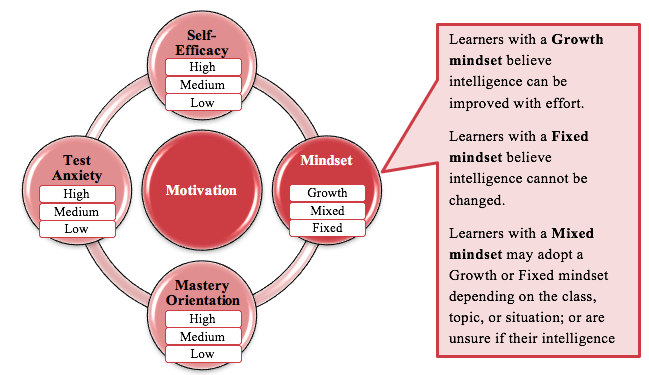 Self-
Efficacy
High
Medium
Low
Test
Anxiety
High
Medium
Low
Motivation
Mindset
Growth
Mixed
Fixed
Mastery
Orientation
High
Medium
Low
Learners with a Growth
mindset believe
intelligence can be
improved with effort.
Learners with a Fixed
mindset believe
intelligence cannot be
changed.
Learners with a Mixed
mindset may adopt a
Growth or Fixed mindset
depending on the class,
topic, or situation; or are
unsure if their intelligence